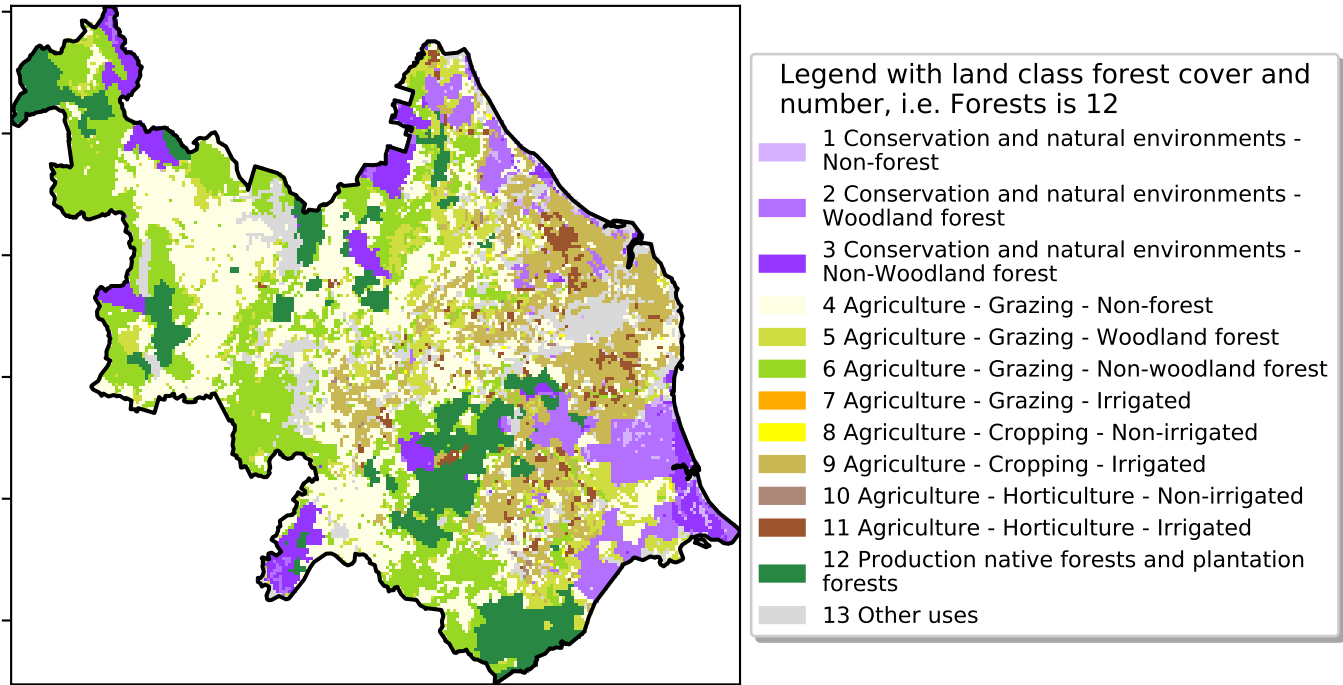 Legend with land class forest cover and
number, i.e. Forests is 12
1 Conservation and natural environments -
Non-forest
2 Conservation and natural environments -
Woodland forest
3 Conservation and natural environments -
Non-Woodland forest
4 Agriculture - Grazing - Non-forest
5 Agriculture - Grazing - Woodland forest
6 Agriculture - Grazing - Non-woodland forest
7 Agriculture - Grazing - Irrigated
8 Agriculture - Cropping - Non-irrigated
9 Agriculture - Cropping - Irrigated
10 Agriculture - Horticulture - Non-irrigated
11 Agriculture - Horticulture - Irrigated
12 Production native forests and plantation
forests
13 Other uses